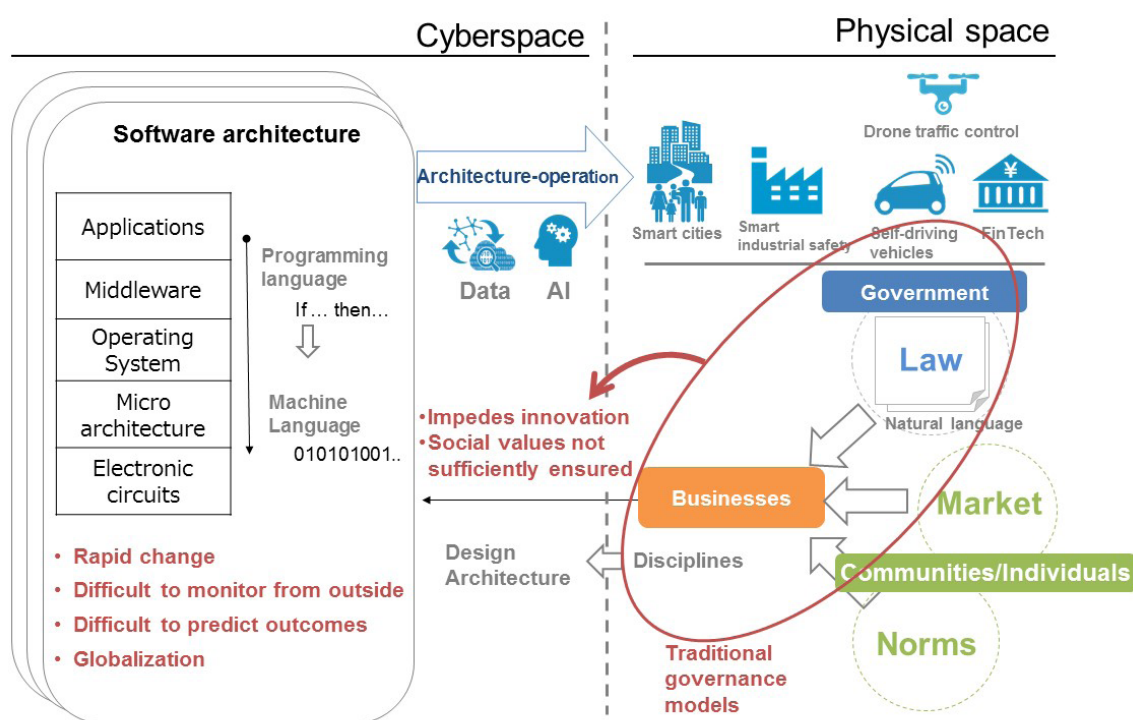 Cyberspace
Physical space
Software architecture
Applications
Middleware
Operating
System
Micro
architecture
Electronic
circuits
Programming
language
If ... then...
Machine
Language
010101001..
• Rapid change
• Difficult to monitor from outside
• Difficult to predict outcomes
• Globalization
Architecture-operation
Data
AI
•Impedes innovation
•Social values not
sufficiently ensured
Design
Architecture
Drone traffic control
¥
Smart cities
Smart
industrial safety
Self-driving
vehicles
FinTech
Government
Law
Natural language
Businesses
Market
Disciplines
Communities/Individuals
Norms
Traditional
governance
models